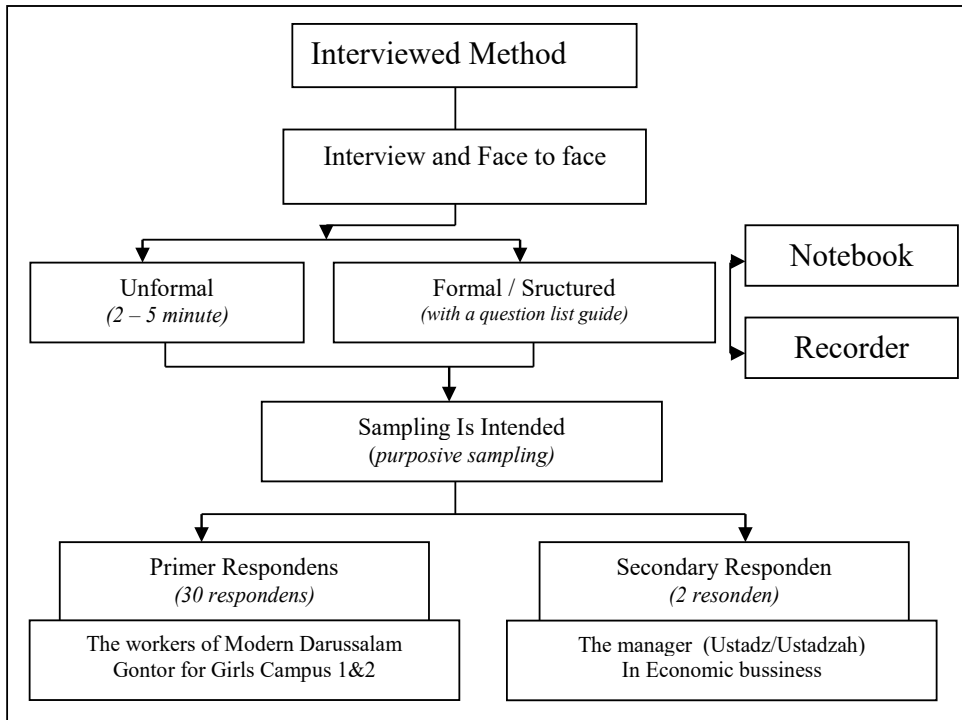 Interviewed Method
Interview and Face to face
Unformal
(2 – 5 minute)
Formal / Sructured
(with a question list guide)
Notebook
Recorder
Sampling Is Intended
(purposive sampling)
Primer Respondens
(30 respondens)
The workers of Modern Darussalam
Gontor for Girls Campus 1&2
Secondary Responden
(2 resonden)
The manager (Ustadz/Ustadzah)
In Economic bussiness